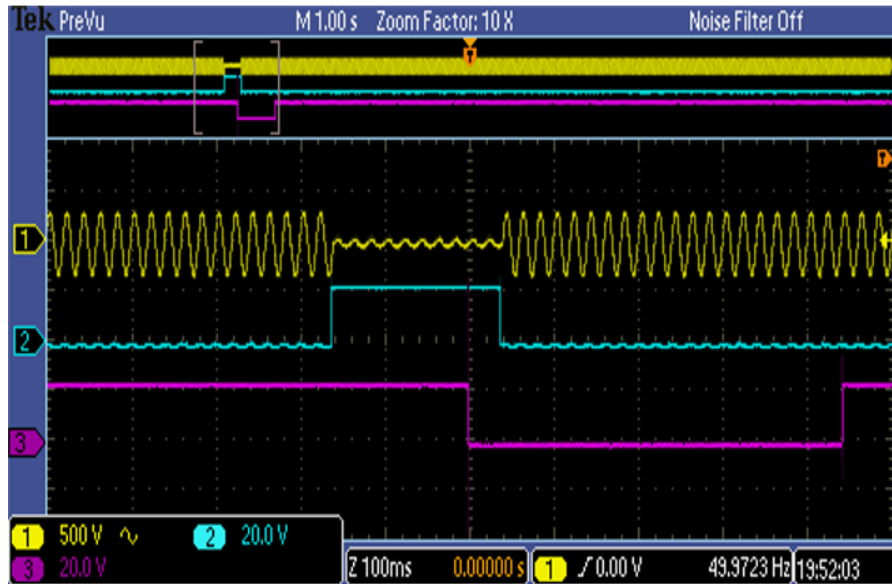 Tek PreVu M 1.00 s Zoom Factor: 10 X Noise Filter Off
T
T
1
2
3
1 500 V 2 20.0 V
3 20.0 V
Z 100ms 0.00000 s 1 0.00 V 49.9723 Hz 19:52:03